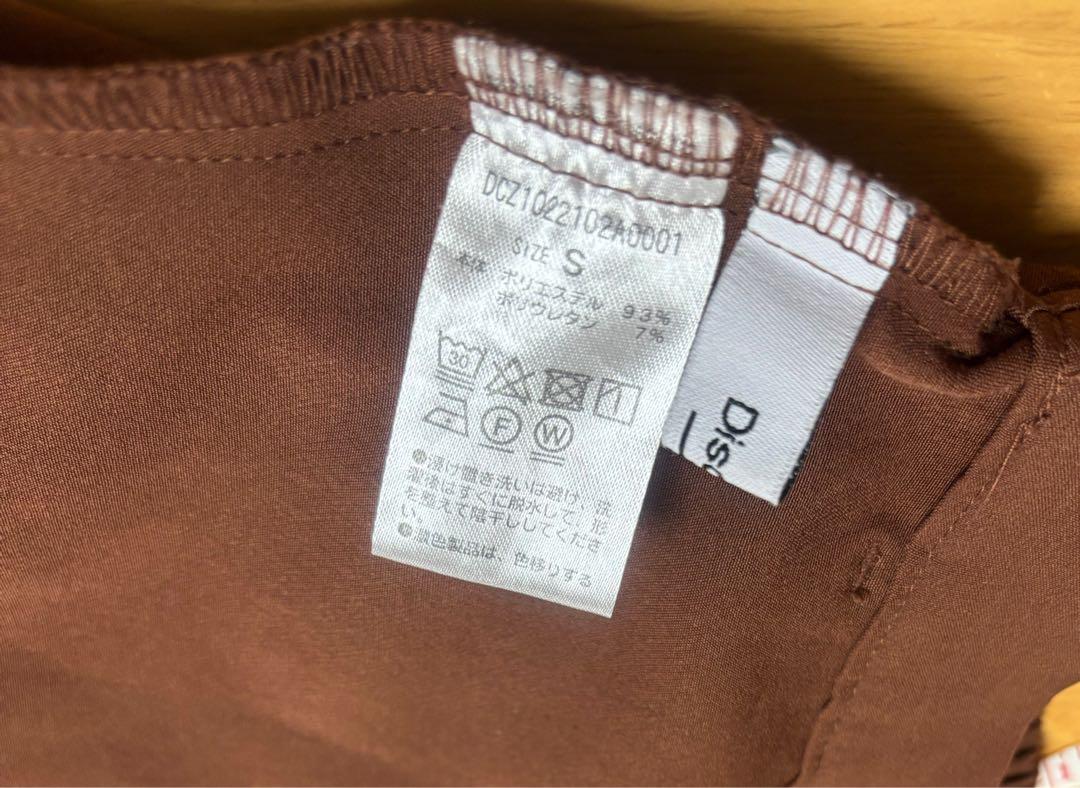 DCZ1022102A0001
SIZE S
本体 ポリエステル 93%
ポリウレタン 7%
30
F W
●浸け置き洗いは避け、洗
濯後はすぐに脱水して、形
を整えて陰干ししてくださ
い。
●濃色製品は、色移りする
Dis